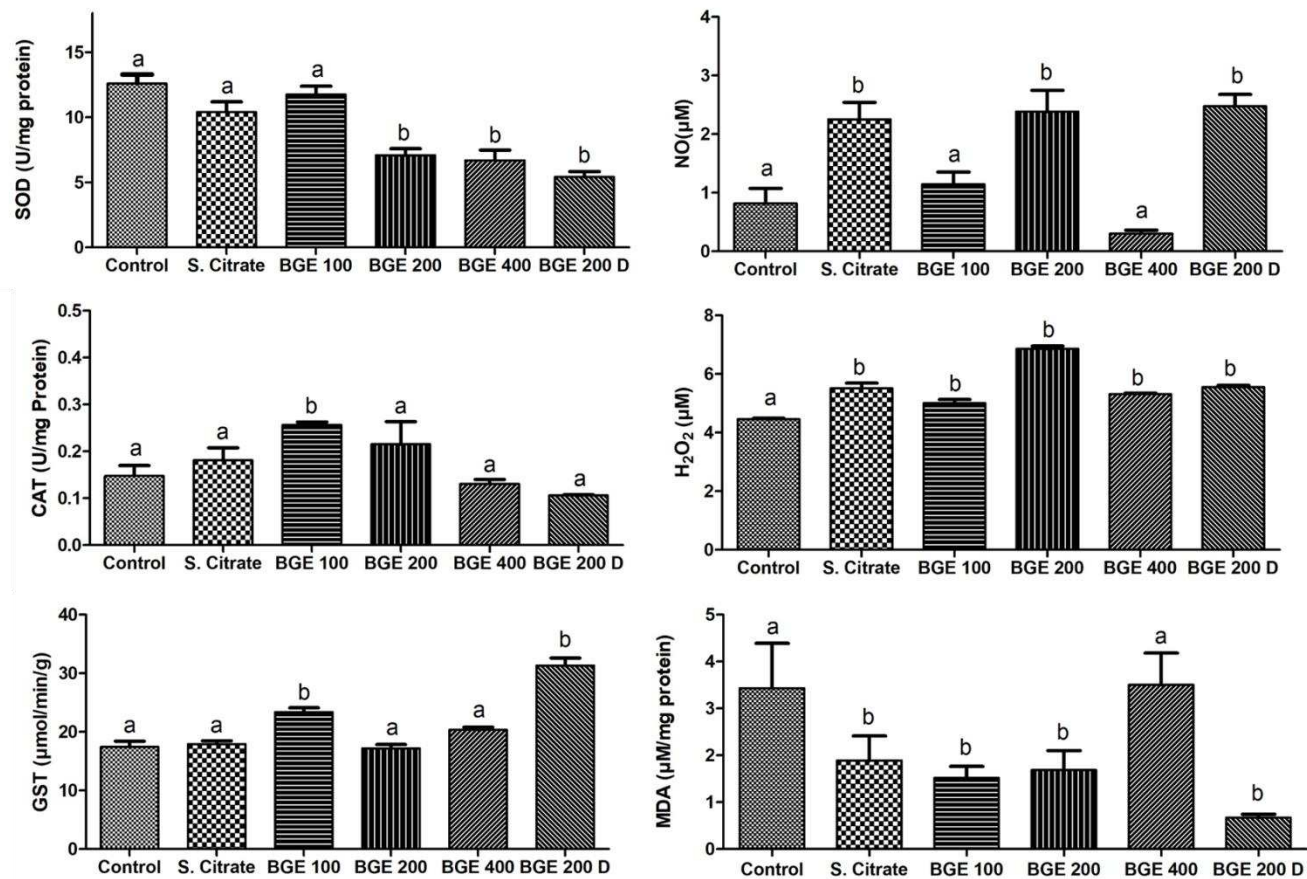 SOD (U/mg protein)
15
10
5
0
a
a
a
b
b
b
Control S. Citrate BGE 100 BGE 200 BGE 400 BGE 200 D
NO(µM)
4
3
2
1
0
a
b
a
b
a
b
Control S. Citrate BGE 100 BGE 200 BGE 400 BGE 200 D
CAT (U/mg Protein)
0.5
0.4
0.3
0.2
0.1
0.0
a
a
b
a
a
a
Control S. Citrate BGE 100 BGE 200 BGE 400 BGE 200 D
H₂O₂ (µM)
8
6
4
2
0
a
b
b
b
b
b
Control S. Citrate BGE 100 BGE 200 BGE 400 BGE 200 D
GST (µmol/min/g)
40
30
20
10
0
a
a
b
a
a
b
Control S. Citrate BGE 100 BGE 200 BGE 400 BGE 200 D
MDA (µM/mg protein)
5
4
3
2
1
0
a
b
b
b
a
b
Control S. Citrate BGE 100 BGE 200 BGE 400 BGE 200 D